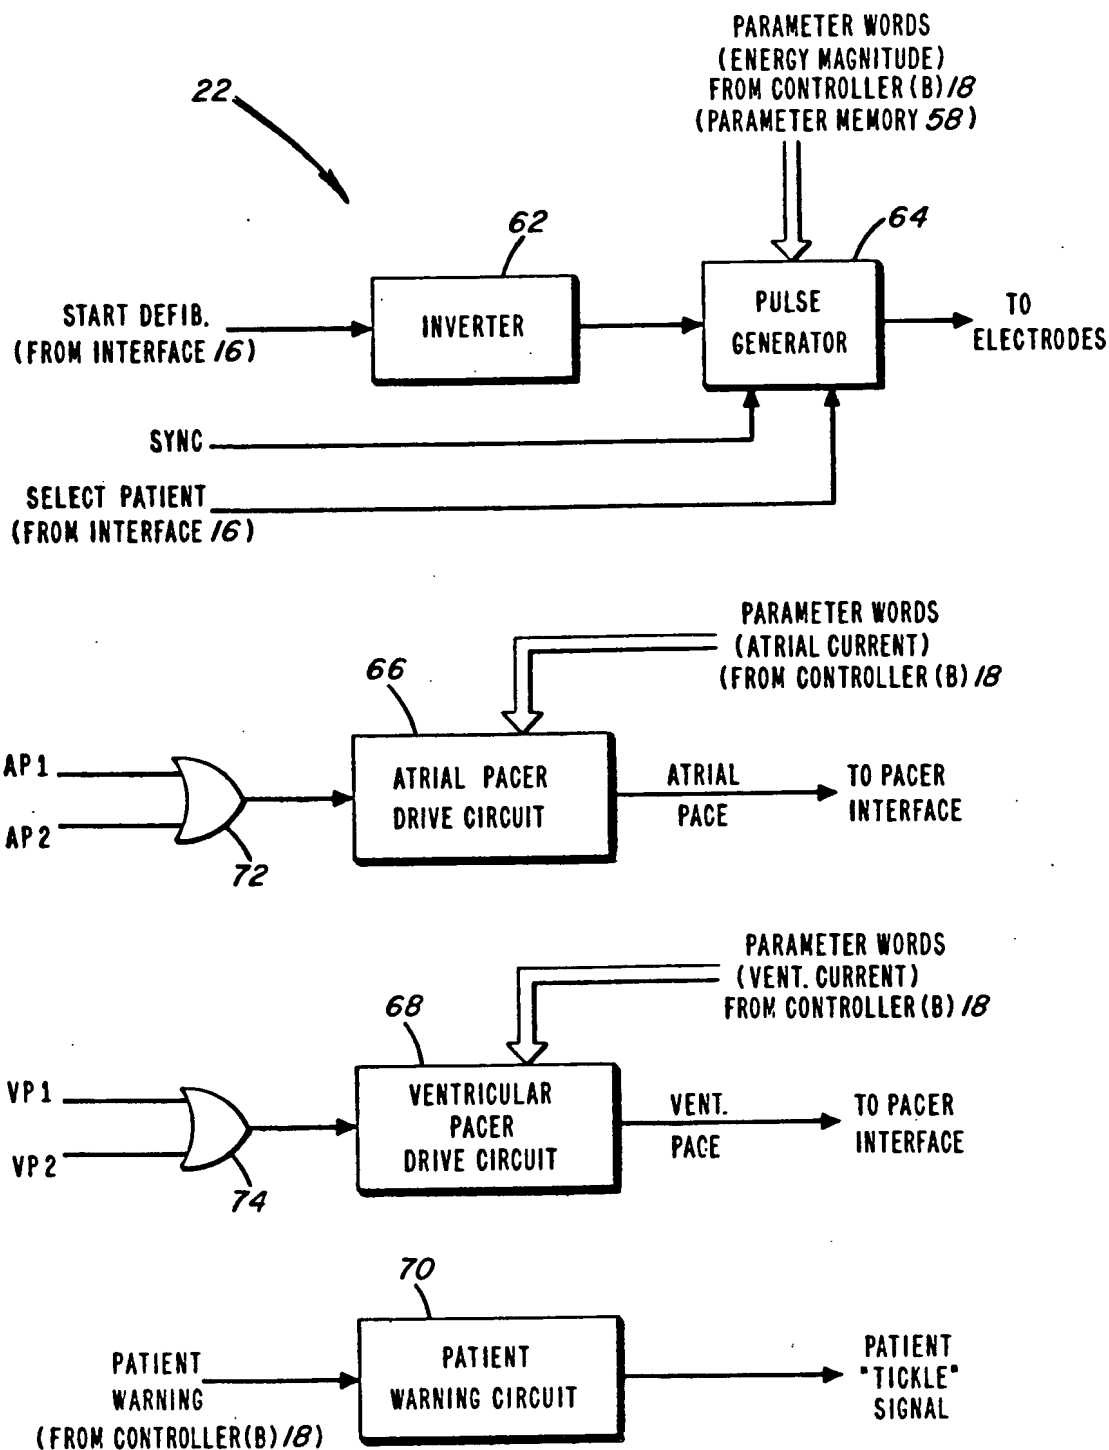 PARAMETER WORDS
(ENERGY MAGNITUDE)
FROM CONTROLLER (B) 18
(PARAMETER MEMORY 58)
22
62
64
START DEFIB.
(FROM INTERFACE 16)
INVERTER
PULSE
GENERATOR
TO
ELECTRODES
SYNC
SELECT PATIENT
(FROM INTERFACE 16)
PARAMETER WORDS
(ATRIAL CURRENT)
(FROM CONTROLLER (B) 18
66
AP1
AP2
72
ATRIAL PACER
DRIVE CIRCUIT
ATRIAL
PACE
TO PACER
INTERFACE
PARAMETER WORDS
(VENT. CURRENT)
FROM CONTROLLER (B) 18
68
VP1
VP2
74
VENTRICULAR
PACER
DRIVE CIRCUIT
VENT.
PACE
TO PACER
INTERFACE
70
PATIENT
WARNING
(FROM CONTROLLER (B) 18)
PATIENT
WARNING CIRCUIT
PATIENT
"TICKLE"
SIGNAL